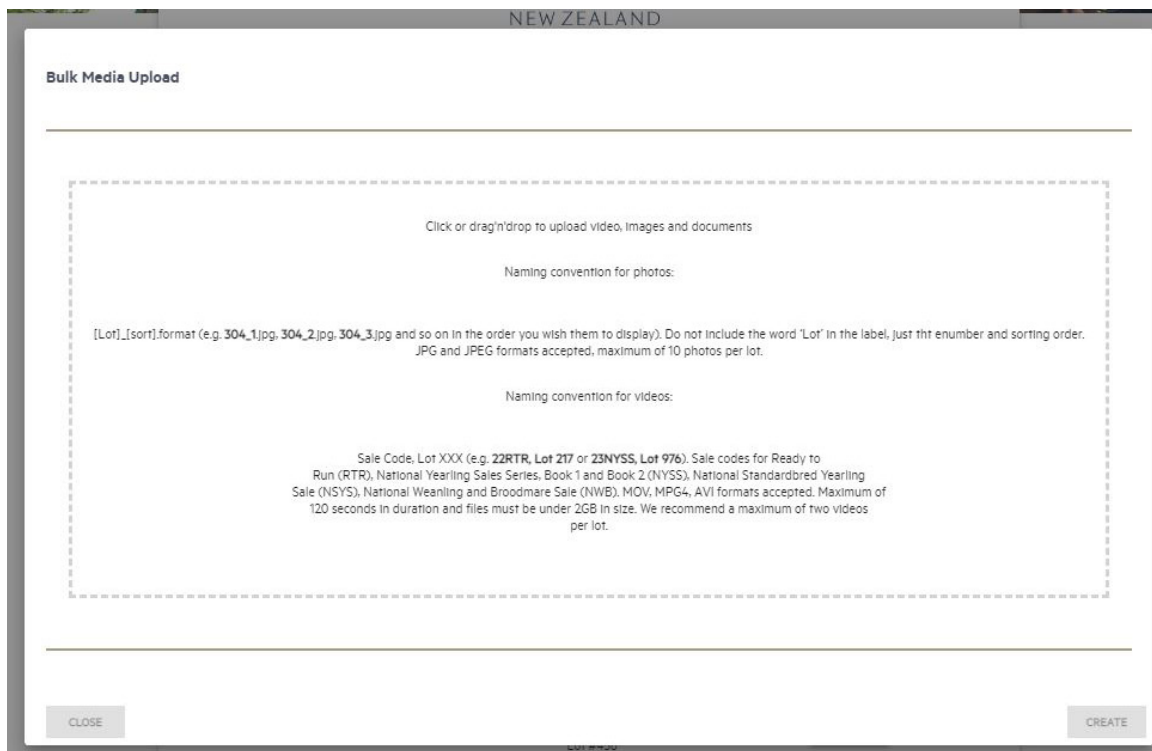 NEW ZEALAND
Bulk Media Upload
Click or drag'n'drop to upload video, images and documents
Naming convention for photos:
[Lot]_[sort].format (e.g. 304_1.jpg, 304_2.jpg, 304_3.jpg and so on in the order you wish them to display). Do not include the word 'Lot' in the label, just tht enumber and sorting order.
JPG and JPEG formats accepted, maximum of 10 photos per lot.
Naming convention for videos:
Sale Code, Lot XXX (e.g. 22RTR, Lot 217 or 23NYSS, Lot 976). Sale codes for Ready to
Run (RTR), National Yearling Sales Series, Book 1 and Book 2 (NYSS), National Standardbred Yearling
Sale (NSYS), National Weanling and Broodmare Sale (NWB). MOV, MPG4, AVI formats accepted. Maximum of
120 seconds in duration and files must be under 2GB in size. We recommend a maximum of two videos
per lot.
CLOSE
CREATE